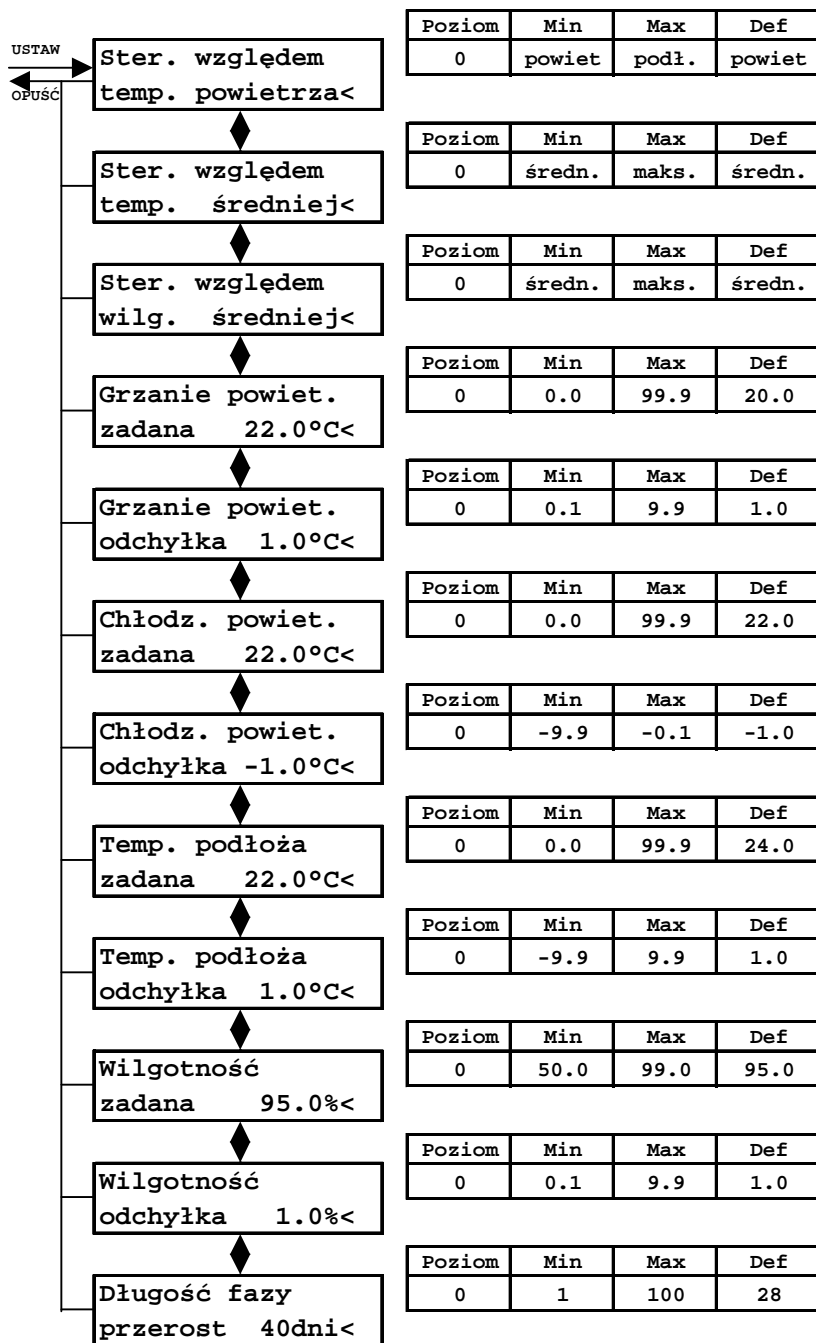 Poziom Min Max Def
USTAW
Ster. względem
0 powiet podł. powiet
OPUŚĆ
temp. powietrza<
Poziom Min Max Def
Ster. względem
0 średn. maks. średn.
temp. średniej<
Poziom Min Max Def
Ster. względem
0 średn. maks. średn.
wilg. średniej<
Poziom Min Max Def
Grzanie powiet.
0 0.0 99.9 20.0
zadana 22.0°C<
Poziom Min Max Def
Grzanie powiet.
0 0.1 9.9 1.0
odchyłka 1.0°C<
Poziom Min Max Def
Chłodz. powiet.
0 0.0 99.9 22.0
zadana 22.0°C<
Poziom Min Max Def
Chłodz. powiet.
0 -9.9 -0.1 -1.0
odchyłka -1.0°C<
Poziom Min Max Def
Temp. podłoża
0 0.0 99.9 24.0
zadana 22.0°C<
Poziom Min Max Def
Temp. podłoża
0 -9.9 9.9 1.0
odchyłka 1.0°C<
Poziom Min Max Def
Wilgotność
0 50.0 99.0 95.0
zadana 95.0%<
Poziom Min Max Def
Wilgotność
0 0.1 9.9 1.0
odchyłka 1.0%<
Poziom Min Max Def
Długość fazy
0 1 100 28
przerost 40dni<